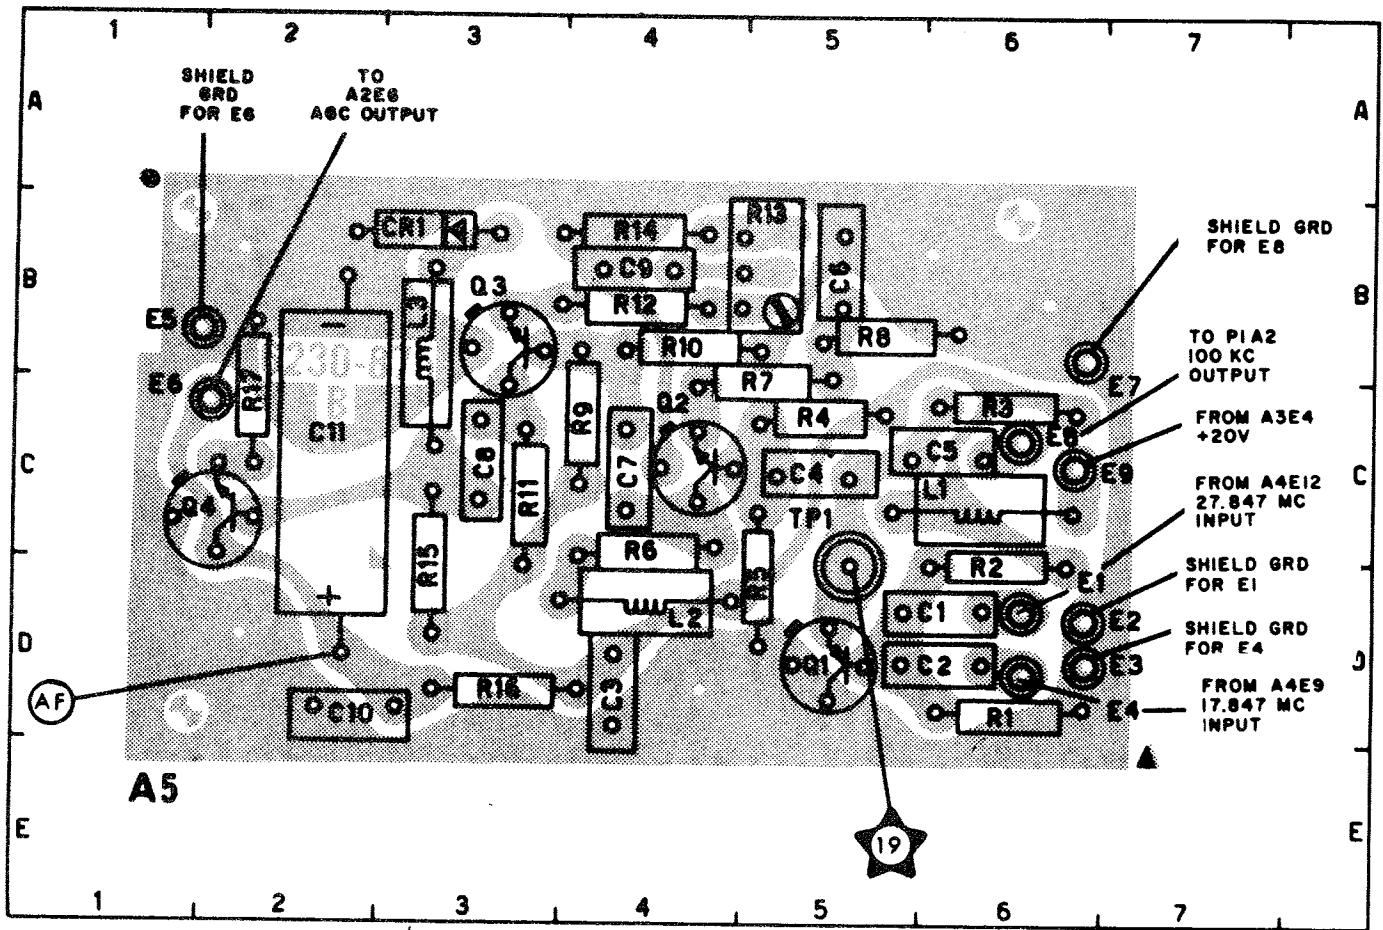 1 2 3 4 5 6 7
A
A
SHIELD
GRD
FOR E6
TO
A2E6
AGC OUTPUT
CR1
R14
R13
C9
C6
R12
B
B
SHIELD GRD
FOR E8
L3
Q3
E5
R10
R8
TO P1A2
100 KC
OUTPUT
230-
E6
R17
R7
E7
R9
Q2
R4
R3
FROM A3E4
+20V
C11
C8
C7
C5
E8
C
C
C4
E9
L1
R11
FROM A4E12
27.847 MC
INPUT
Q4
TP1
R15
R6
R5
R2
E1
SHIELD GRD
FOR E1
L2
C1
E2
D
D
SHIELD GRD
FOR E4
Q1
C2
E3
AF
R16
C3
C10
R1
E4
FROM A4E9
17.847 MC
INPUT
A5
E
E
19
1 2 3 4 5 6 7